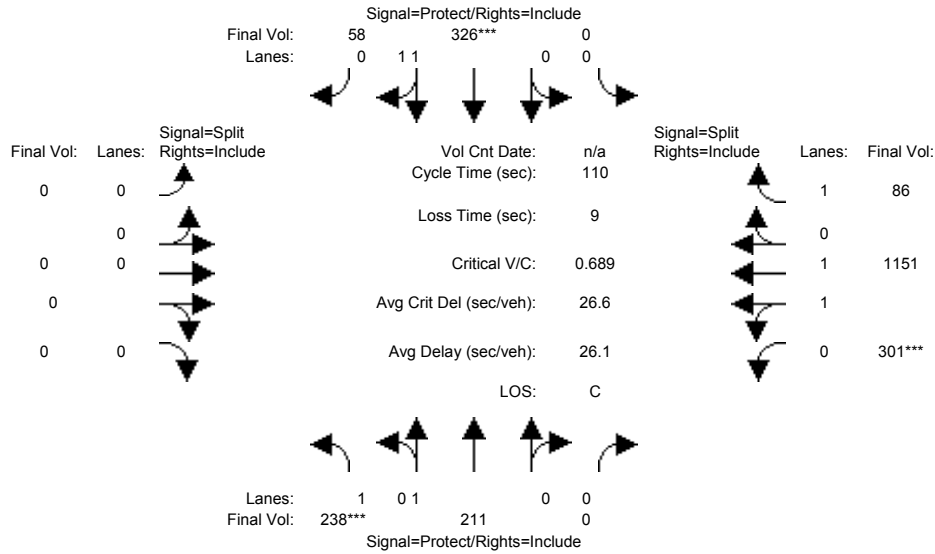 Signal=Protect/Rights=Include
Final Vol: 58 326*** 0
Lanes: 0 1 1 0 0
Signal=Split
Final Vol: Lanes: Rights=Include
Vol Cnt Date: n/a
Signal=Split
Rights=Include Lanes: Final Vol:
Cycle Time (sec): 110
0 0
1 86
Loss Time (sec): 9
0
0
0 0
Critical V/C: 0.689
1 1151
0
Avg Crit Del (sec/veh): 26.6
1
0 0
Avg Delay (sec/veh): 26.1
0 301***
LOS: C
Lanes: 1 0 1 0 0
Final Vol: 238*** 211 0
Signal=Protect/Rights=Include